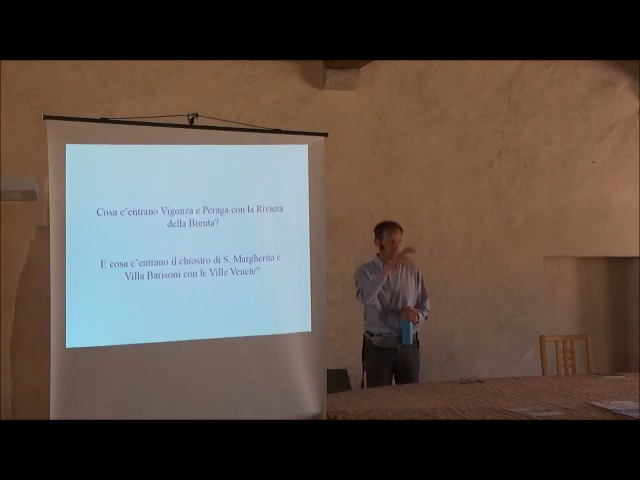 Cosa c'entrano Vigonza e Peraga con la Riviera
della Brenta?
E cosa c'entrano il chiostro di S. Margherita e
Villa Barisoni con le Ville Venete?